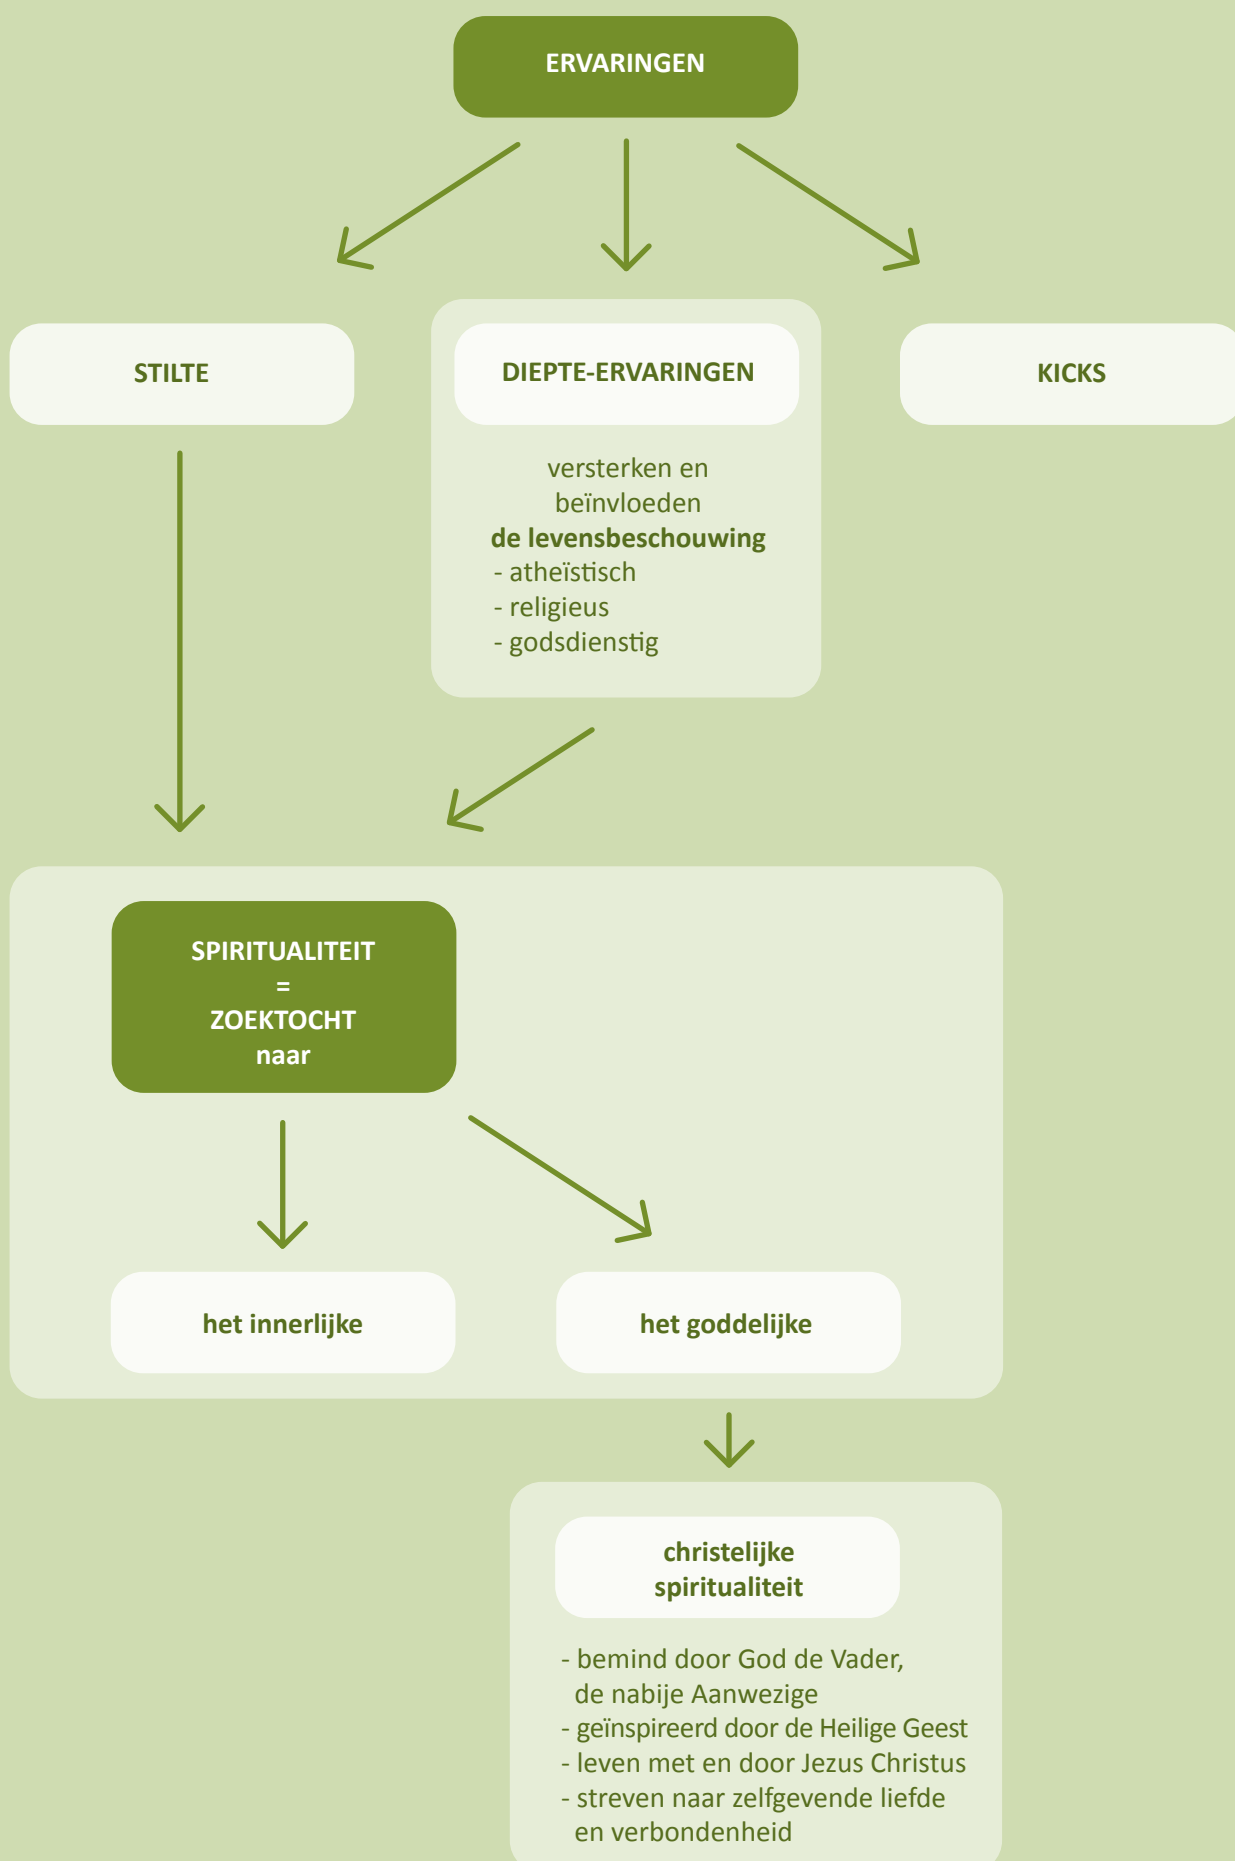 ERVARINGEN
STILTE
DIEPTE-ERVARINGEN
KICKS
versterken en
beïnvloeden
de levensbeschouwing
- atheïstisch
- religieus
- godsdienstig
SPIRITUALITEIT
=
ZOEKTOCHT
naar
het innerlijke
het goddelijke
christelijke
spiritualiteit
- bemind door God de Vader,
de nabije Aanwezige
- geïnspireerd door de Heilige Geest
- leven met en door Jezus Christus
- streven naar zelfgevende liefde
en verbondenheid